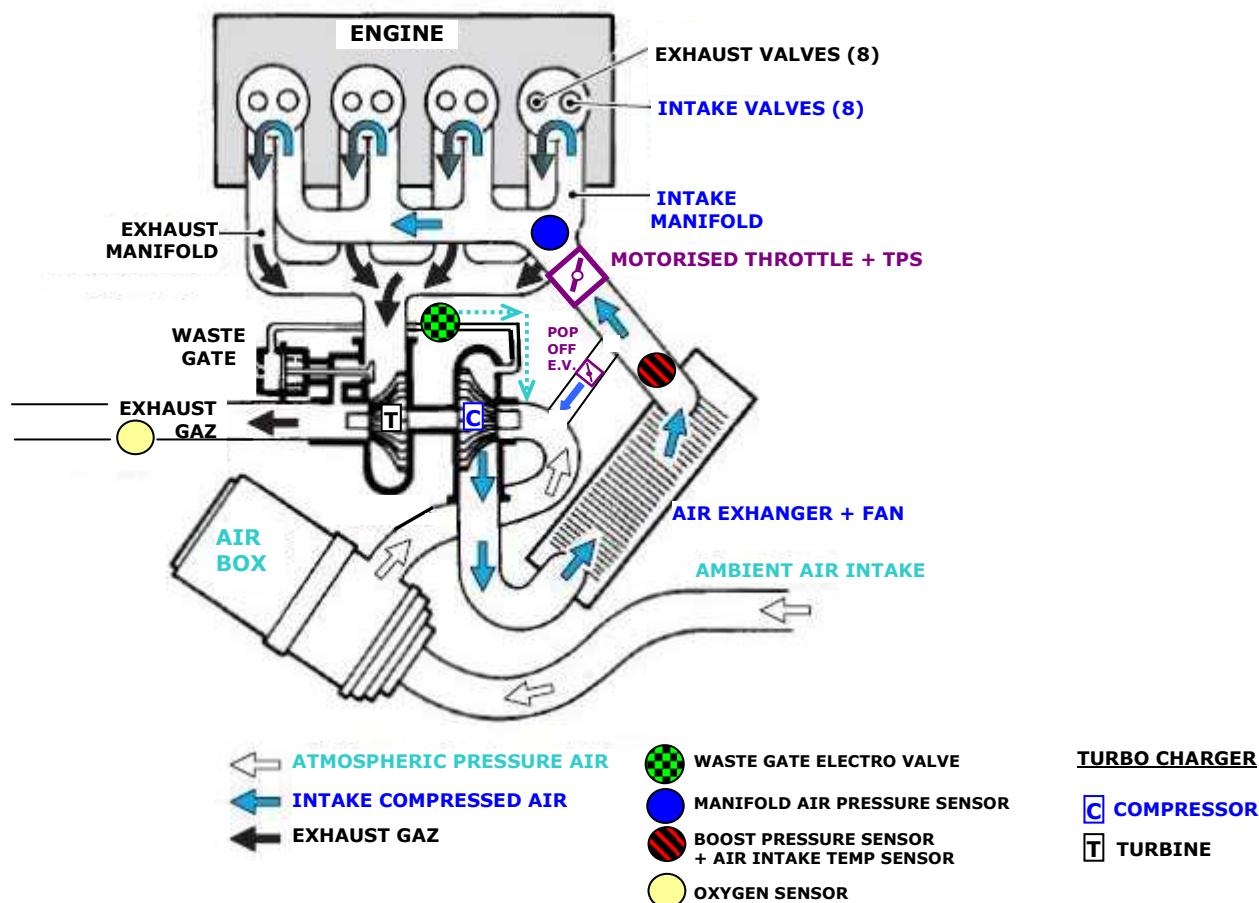 ENGINE
EXHAUST VALVES (8)
INTAKE VALVES (8)
INTAKE
MANIFOLD
EXHAUST
MANIFOLD
MOTORISED THROTTLE + TPS
WASTE
GATE
POP
OFF
E.V.
EXHAUST
GAZ
T
C
AIR EXHANGER + FAN
AIR
BOX
AMBIENT AIR INTAKE
ATMOSPHERIC PRESSURE AIR
INTAKE COMPRESSED AIR
EXHAUST GAZ
WASTE GATE ELECTRO VALVE
MANIFOLD AIR PRESSURE SENSOR
BOOST PRESSURE SENSOR
+ AIR INTAKE TEMP SENSOR
OXYGEN SENSOR
TURBO CHARGER
C COMPRESSOR
T TURBINE